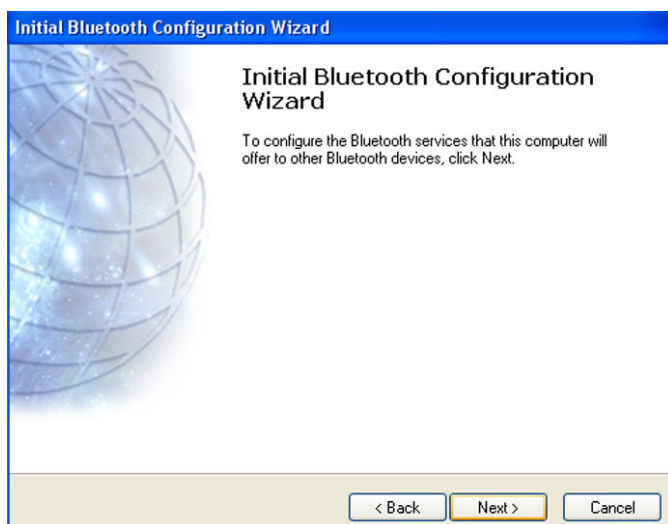 Initial Bluetooth Configuration Wizard
Initial Bluetooth Configuration
Wizard
To configure the Bluetooth services that this computer will
offer to other Bluetooth devices, click Next.
< Back
Next >
Cancel